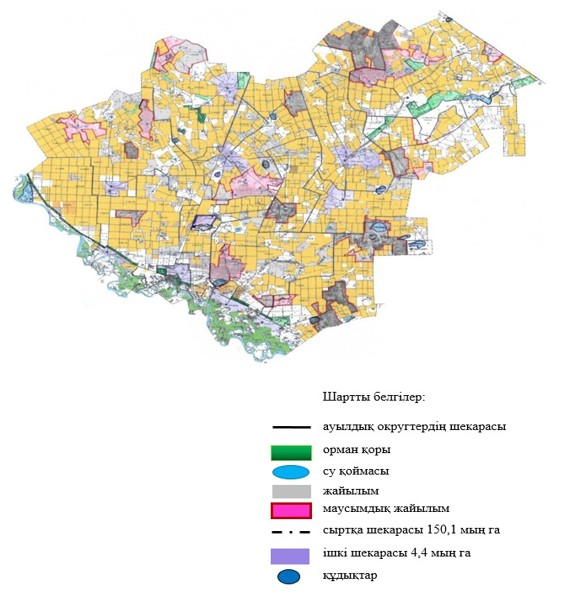 Шартты белгілер:
ауылдық округтердің шекарасы
орман қоры
су қоймасы
жайылым
маусымдық жайылым
сыртқа шекарасы 150,1 мың га
ішкі шекарасы 4,4 мың га
құдықтар